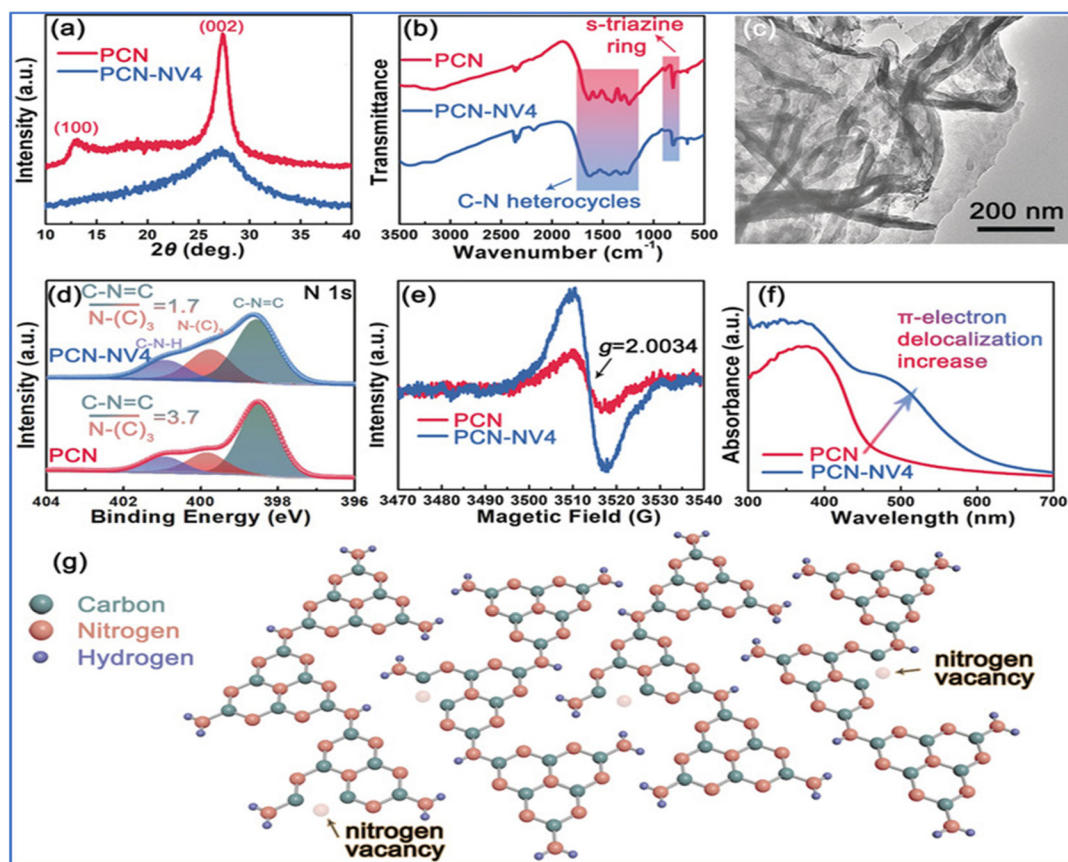 (a)
(002)
PCN
PCN-NV4
(100)
Intensity (a.u.)
10 15 20 25 30 35 40
2θ (deg.)
(b)
s-triazine
ring
PCN
PCN-NV4
C-N heterocycles
Transmittance
3500 3000 2500 2000 1500 1000 500
Wavenumber (cm⁻¹)
(c)
200 nm
(d)
N 1s
C-N=C
N-(C)₃
=1.7
C-N=C
N-(C)₃
C-N-H
PCN-NV4
C-N=C
N-(C)₃
=3.7
PCN
Intensity (a.u.)
404 402 400 398 396
Binding Energy (eV)
(e)
g=2.0034
PCN
PCN-NV4
Intensity (a.u.)
3470 3480 3490 3500 3510 3520 3530 3540
Magetic Field (G)
(f)
π-electron
delocalization
increase
PCN
PCN-NV4
Absorbance (a.u.)
300 400 500 600 700
Wavelength (nm)
(g)
Carbon
Nitrogen
Hydrogen
nitrogen
vacancy
nitrogen
vacancy